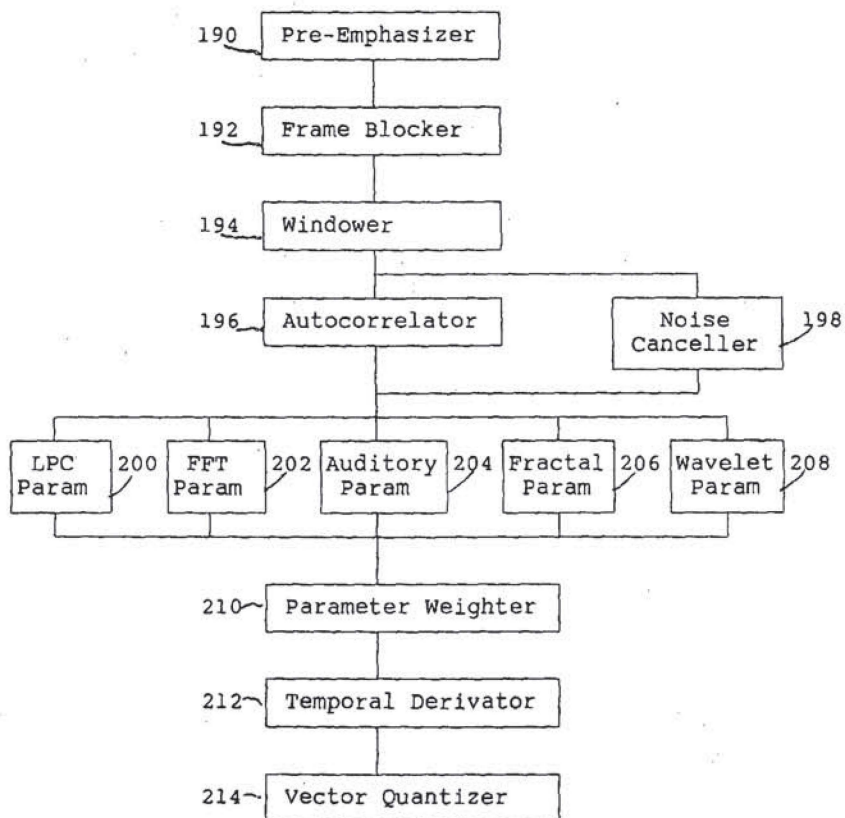 190 Pre-Emphasizer
192 Frame Blocker
194 Windower
196 Autocorrelator
Noise
Canceller 198
LPC
Param 200
FFT
Param 202
Auditory
Param 204
Fractal
Param 206
Wavelet
Param 208
210 Parameter Weighter
212 Temporal Derivator
214 Vector Quantizer